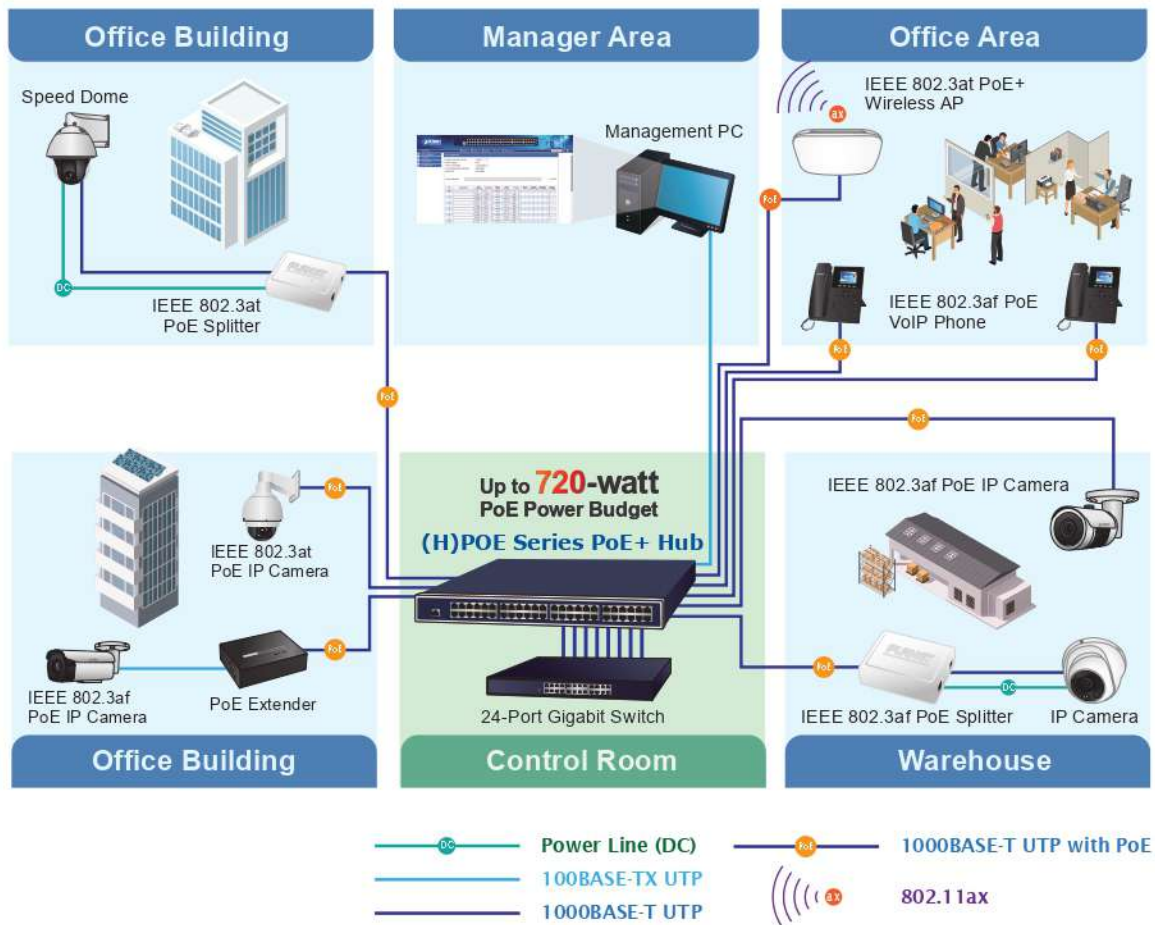 Office Building
Manager Area
Office Area
Speed Dome
DC
IEEE 802.3at
PoE Splitter
PLANET
PoE
Management PC
ax
IEEE 802.3at PoE+
Wireless AP
PoE
IEEE 802.3af PoE
VoIP Phone
PoE
PoE
PoE
IEEE 802.3at
PoE IP Camera
PoE
IEEE 802.3af
PoE IP Camera
PoE Extender
PoE
Office Building
Up to 720-watt
PoE Power Budget
(H)POE Series PoE+ Hub
24-Port Gigabit Switch
Control Room
IEEE 802.3af PoE IP Camera
PoE
PLANET
DC
IEEE 802.3af PoE Splitter
IP Camera
Warehouse
DC
Power Line (DC)
PoE
1000BASE-T UTP with PoE
100BASE-TX UTP
ax
802.11ax
1000BASE-T UTP